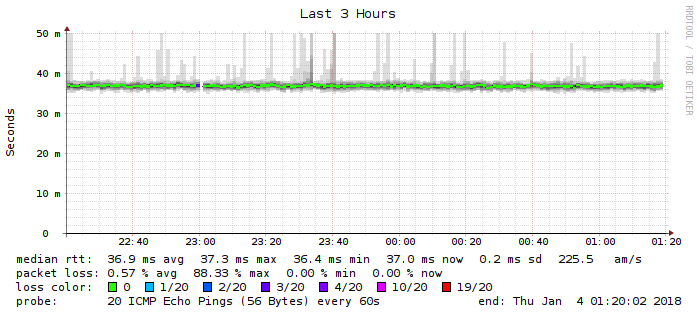 Last 3 Hours
RRDTOOL / TOBI OETIKER
Seconds
50 m
40 m
30 m
20 m
10 m
0
22:40 23:00 23:20 23:40 00:00 00:20 00:40 01:00 01:20
median rtt: 36.9 ms avg 37.3 ms max 36.4 ms min 37.0 ms now 0.2 ms sd 225.5 am/s
packet loss: 0.57 % avg 88.33 % max 0.00 % min 0.00 % now
loss color: 0 1/20 2/20 3/20 4/20 10/20 19/20
probe: 20 ICMP Echo Pings (56 Bytes) every 60s end: Thu Jan 4 01:20:02 2018